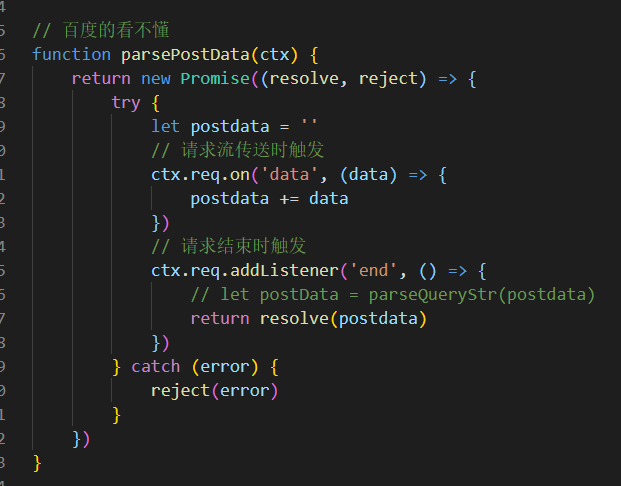 4
5 // 百度的看不懂
6 function parsePostData(ctx) {
7 return new Promise((resolve, reject) => {
8 try {
9 let postdata = ''
0 // 请求流传送时触发
1 ctx.req.on('data', (data) => {
2 postdata += data
3 })
4 // 请求结束时触发
5 ctx.req.addListener('end', () => {
6 // let postData = parseQueryStr(postdata)
7 return resolve(postdata)
8 })
9 } catch (error) {
0 reject(error)
1 }
2 })
3 }
4